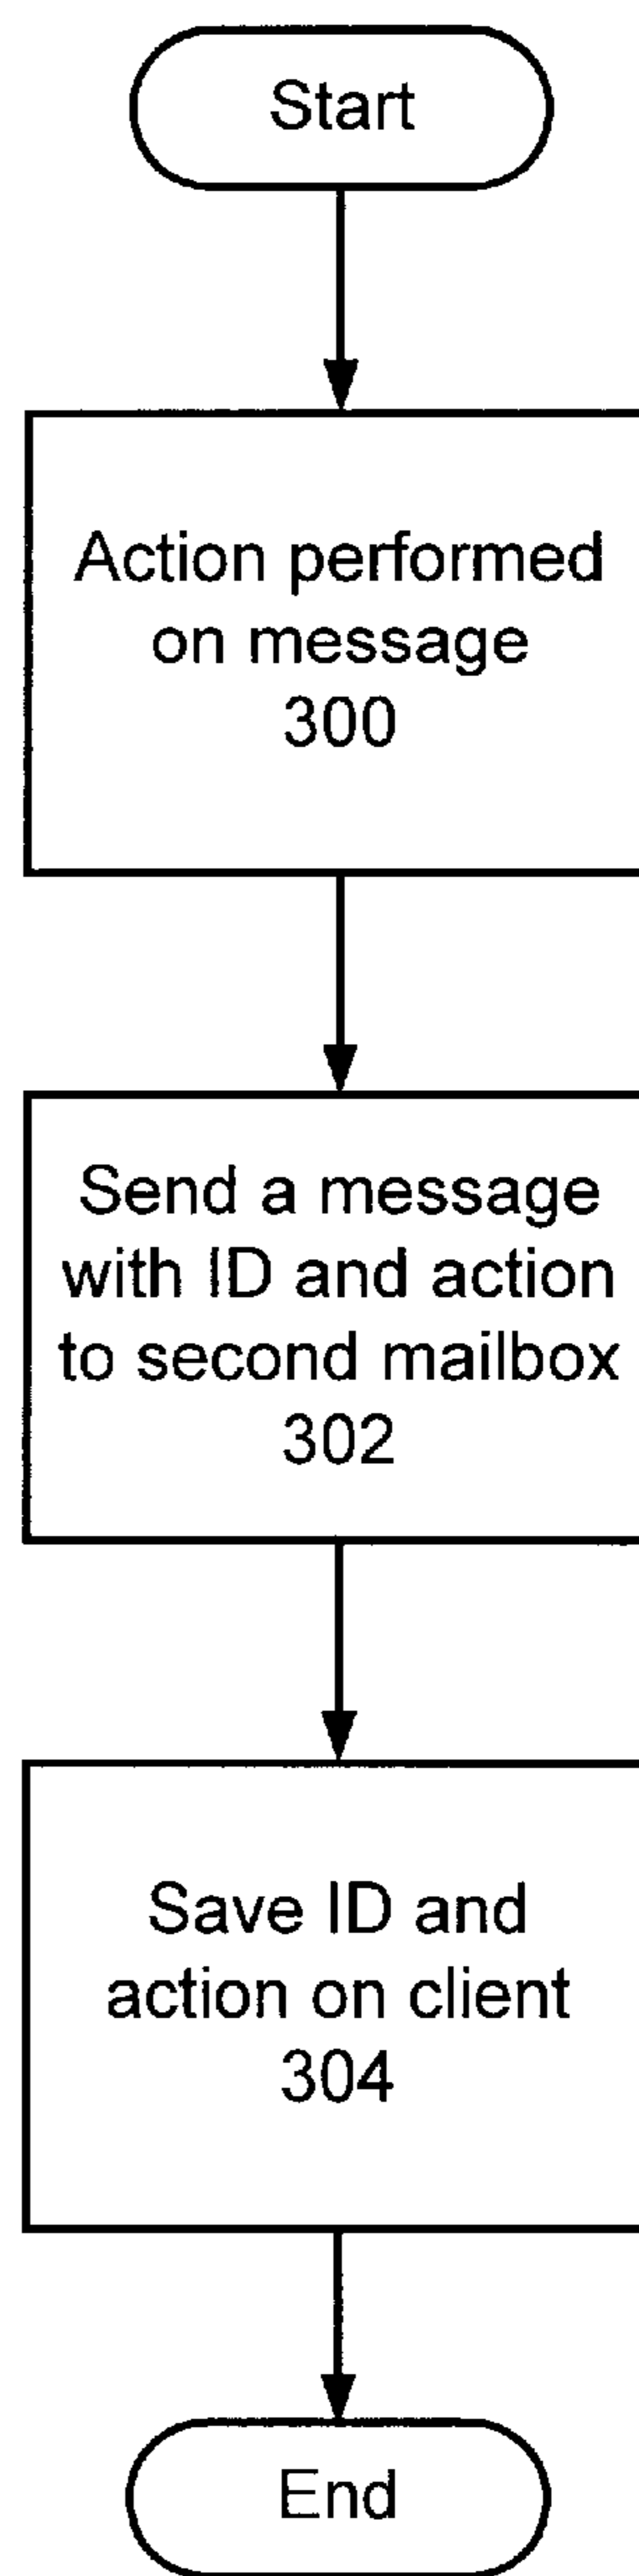 Start
Action performed
on message
300
Send a message
with ID and action
to second mailbox
302
Save ID and
action on client
304
End